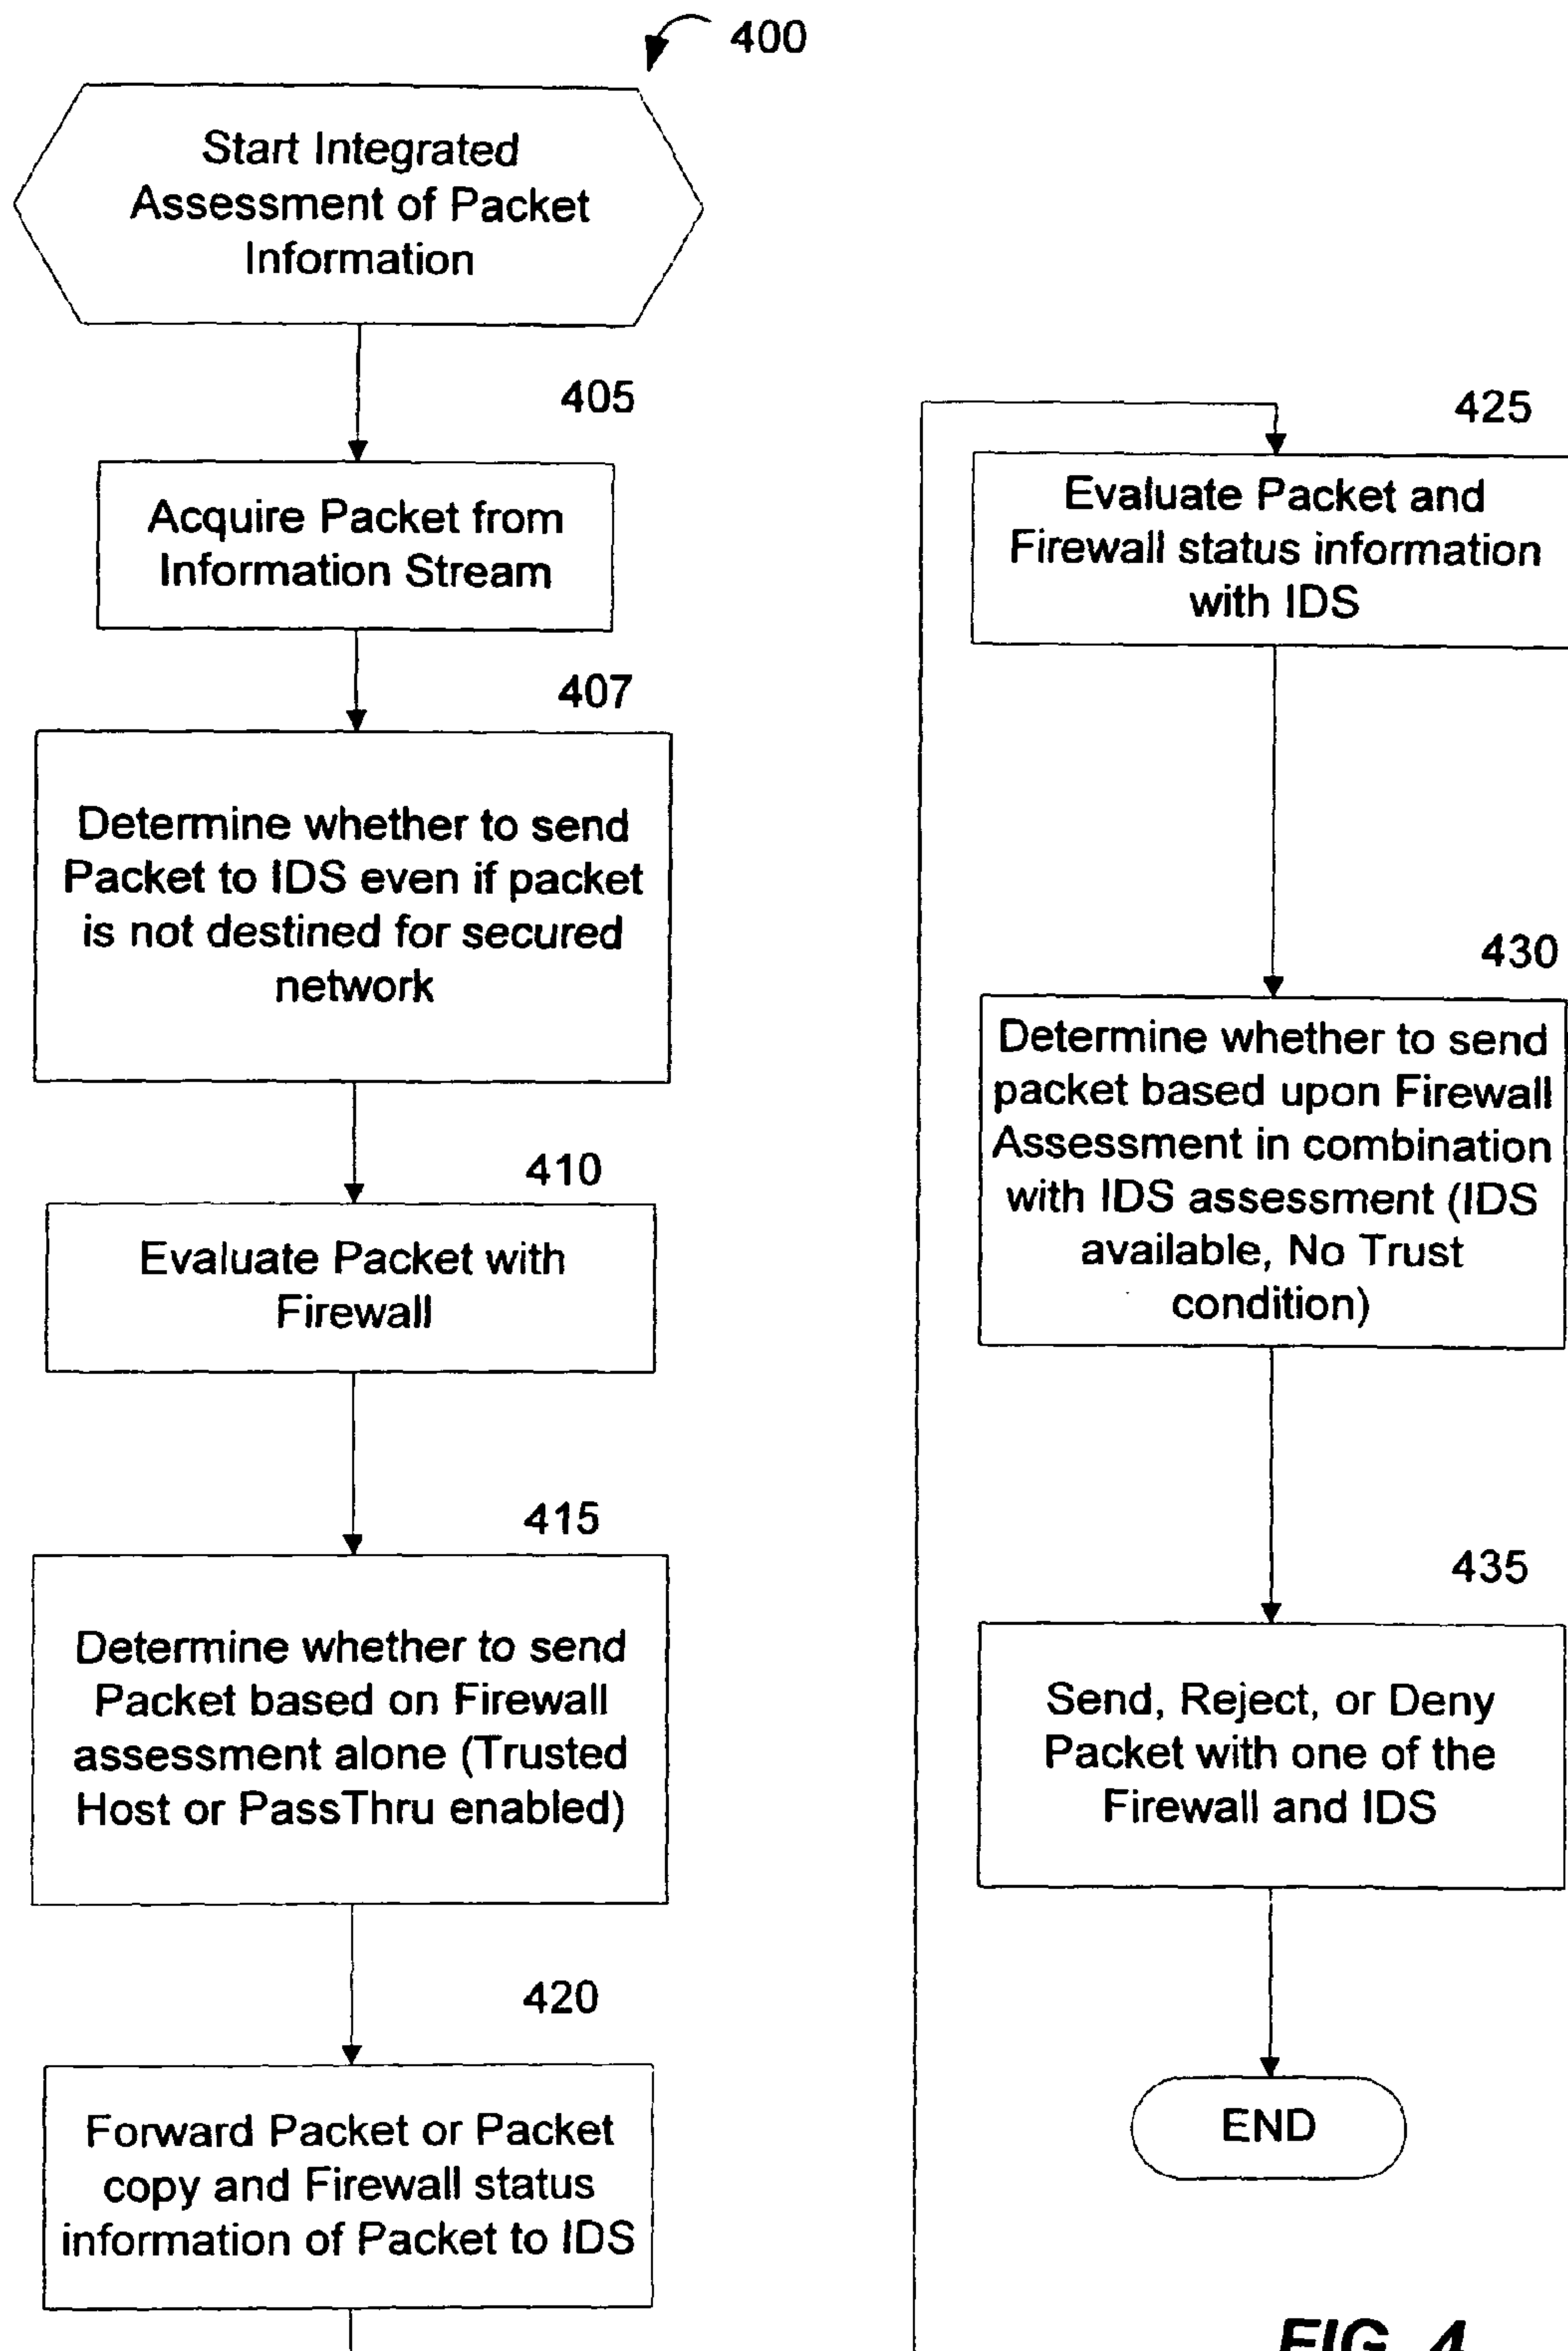 400
Start Integrated
Assessment of Packet
Information
405
Acquire Packet from
Information Stream
407
Determine whether to send
Packet to IDS even if packet
is not destined for secured
network
410
Evaluate Packet with
Firewall
415
Determine whether to send
Packet based on Firewall
assessment alone (Trusted
Host or PassThru enabled)
420
Forward Packet or Packet
copy and Firewall status
information of Packet to IDS
425
Evaluate Packet and
Firewall status information
with IDS
430
Determine whether to send
packet based upon Firewall
Assessment in combination
with IDS assessment (IDS
available, No Trust
condition)
435
Send, Reject, or Deny
Packet with one of the
Firewall and IDS
END
FIG. 4